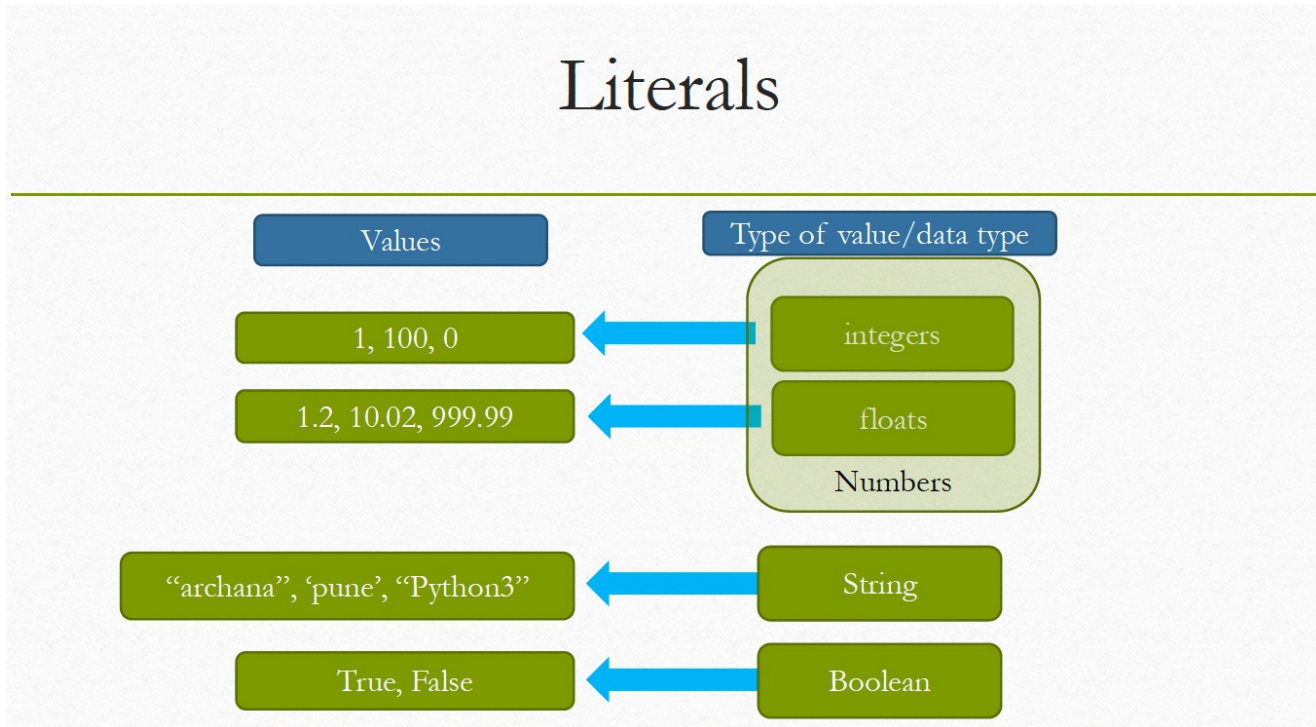 Literals
Values
Type of value/data type
1, 100, 0
integers
1.2, 10.02, 999.99
floats
Numbers
“archana”, ‘pune’, “Python3”
String
True, False
Boolean